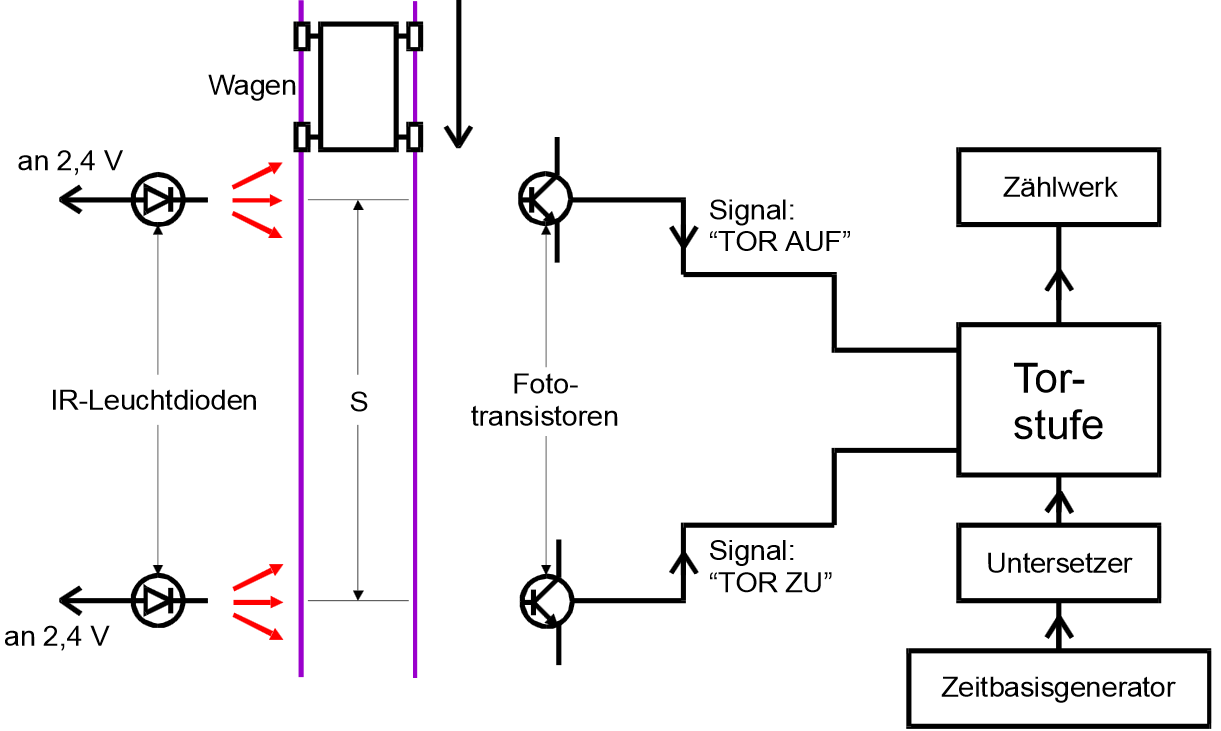 Wagen
an 2,4 V
Zählwerk
Signal:
“TOR AUF”
IR-Leuchtdioden
S
Foto-
transistoren
Tor-
stufe
Signal:
“TOR ZU”
Untersetzer
an 2,4 V
Zeitbasisgenerator